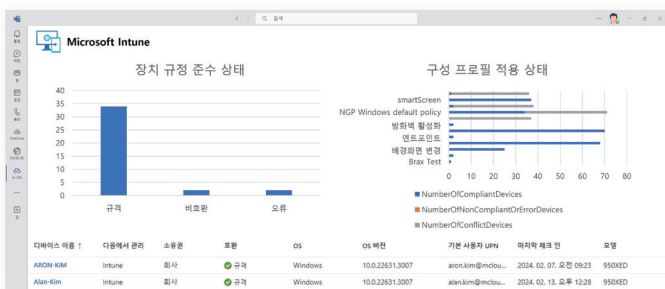 검색
Microsoft Intune
장치 규정 준수 상태
40
35
30
25
20
15
10
5
0
규격
비호환
오류
구성 프로필 적용 상태
smartScreen
NGP Windows default policy
방화벽 활성화
엔트포인트
배경화면 변경
Brax Test
0 10 20 30 40 50 60 70 80
NumberOfCompliantDevices
NumberOfNonCompliantOrErrorDevices
NumberOfConflictDevices
디바이스 이름 ↑ 다음에서 관리 소유권 호환 OS OS 버전 기본 사용자 UPN 마지막 체크 인 모델
ARON-KIM Intune 회사 규격 Windows 10.0.22631.3007 aron.kim@mclou... 2024. 02. 07. 오전 09:23 950XED
Alan-Kim Intune 회사 규격 Windows 10.0.22631.3007 alan.kim@mclou... 2024. 02. 13. 오후 12:28 950XED